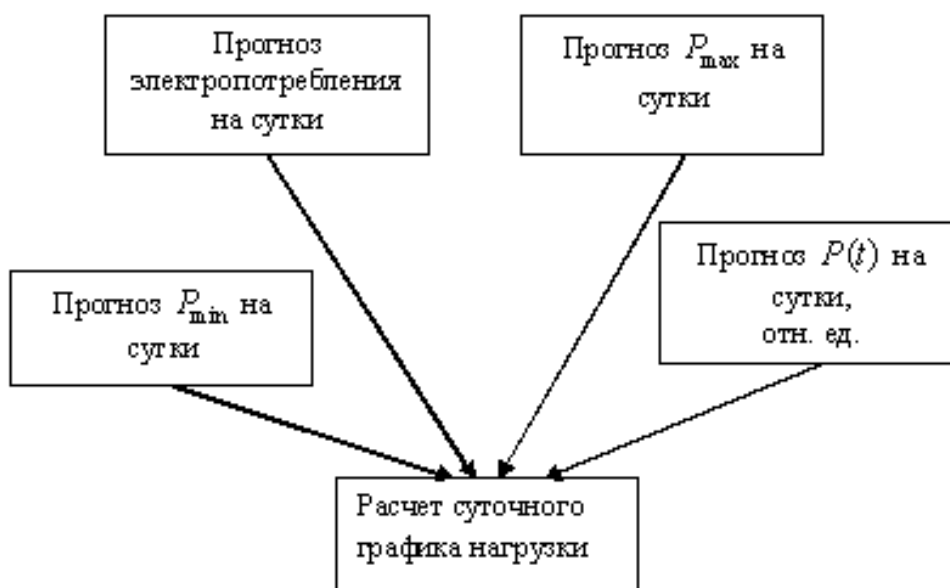 Прогноз
электропотребления
на сутки
Прогноз P_max на
сутки
Прогноз P_min на
сутки
Прогноз P(t) на
сутки,
отн. ед.
Расчет суточного
графика нагрузки